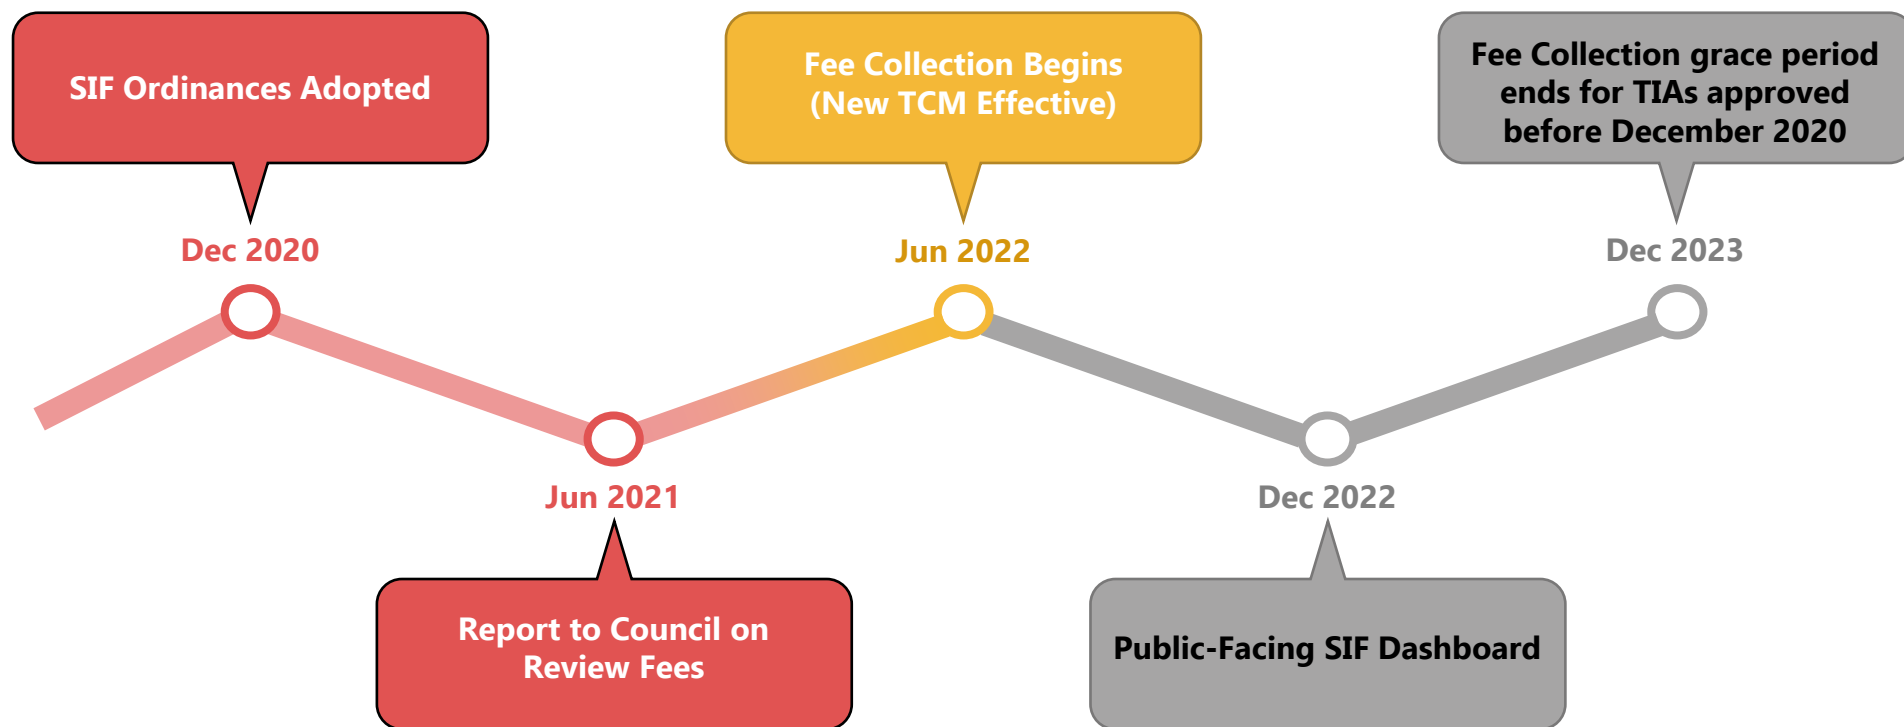 SIF Ordinances Adopted
Dec 2020
Report to Council on
Review Fees
Jun 2021
Fee Collection Begins
(New TCM Effective)
Jun 2022
Public-Facing SIF Dashboard
Dec 2022
Fee Collection grace period
ends for TIAs approved
before December 2020
Dec 2023